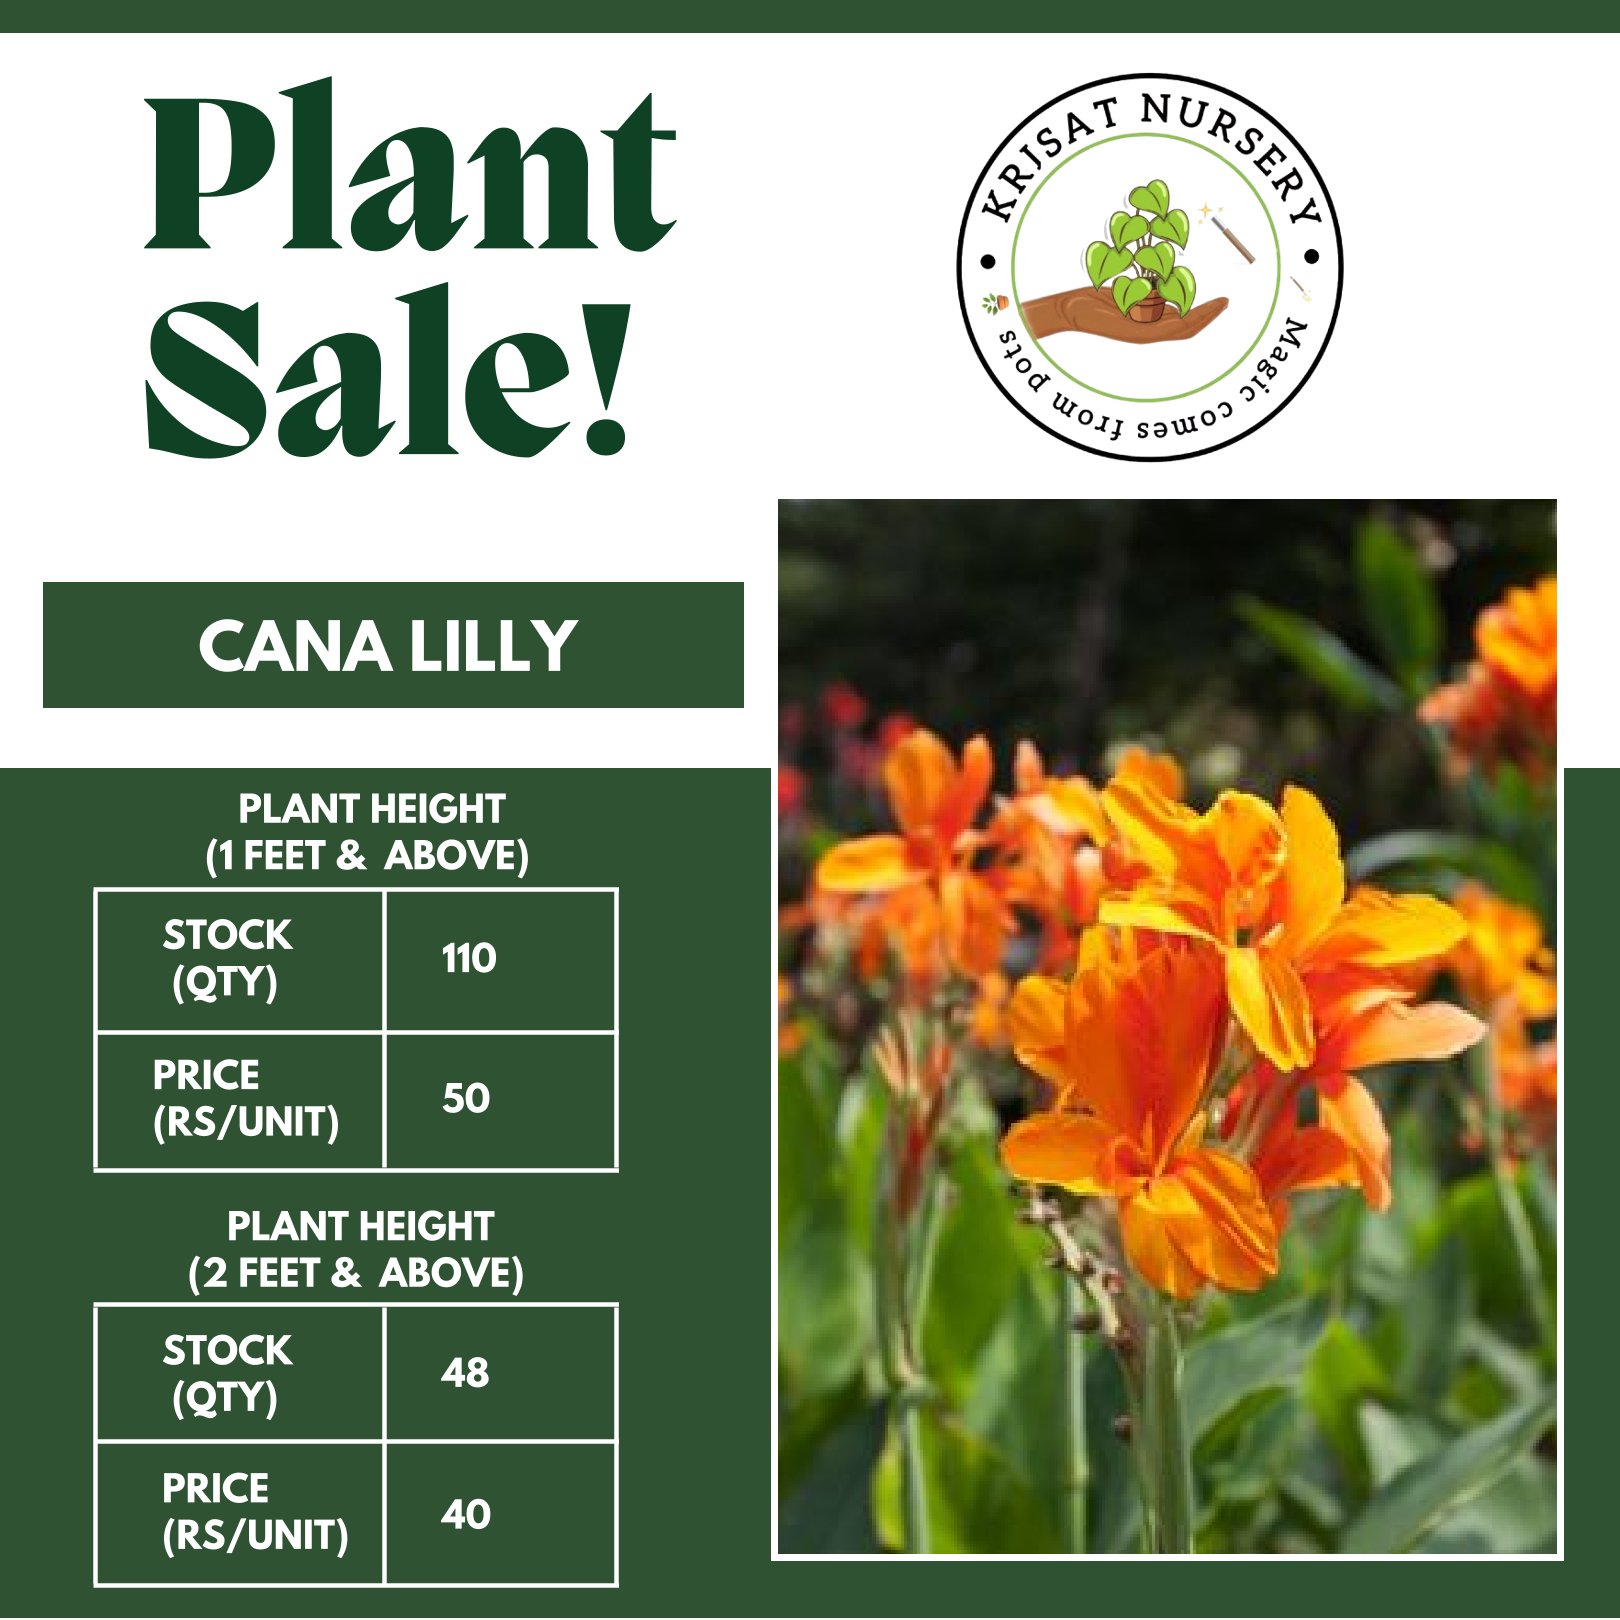 Plant
Sale!
KRJSAT NURSERY
Magic comes from pots
CANA LILLY
PLANT HEIGHT
(1 FEET & ABOVE)
STOCK
(QTY)
110
PRICE
(RS/UNIT)
50
PLANT HEIGHT
(2 FEET & ABOVE)
STOCK
(QTY)
48
PRICE
(RS/UNIT)
40